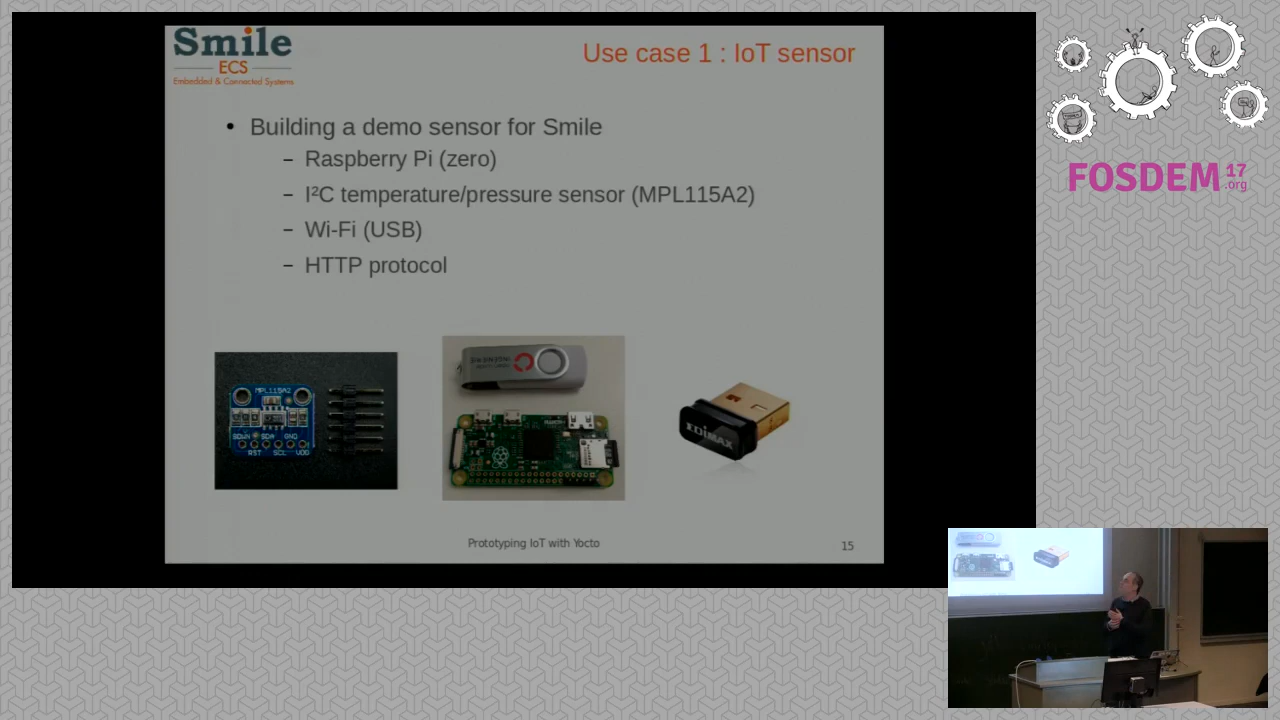 Smile
ECS
Embedded & Connected Systems
Use case 1 : IoT sensor
• Building a demo sensor for Smile
– Raspberry Pi (zero)
– I²C temperature/pressure sensor (MPL115A2)
– Wi-Fi (USB)
– HTTP protocol
MPL115A2
SDWN SDA GND
RST SCL VDD
EDIMAX
Prototyping IoT with Yocto
15
FOSDEM 17
.org